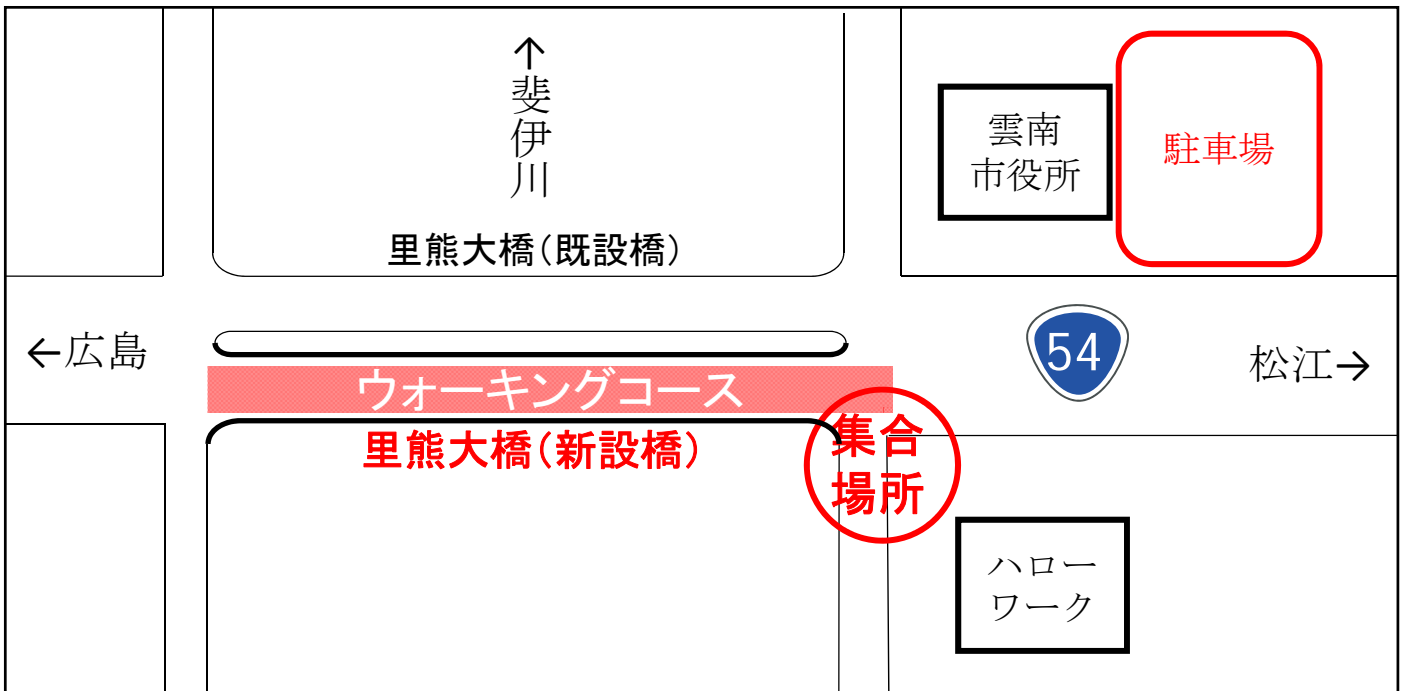 ↑斐伊川
雲南
市役所
駐車場
里熊大橋（既設橋）
←広島
54
松江→
ウォーキングコース
里熊大橋（新設橋）
集合
場所
ハロー
ワーク